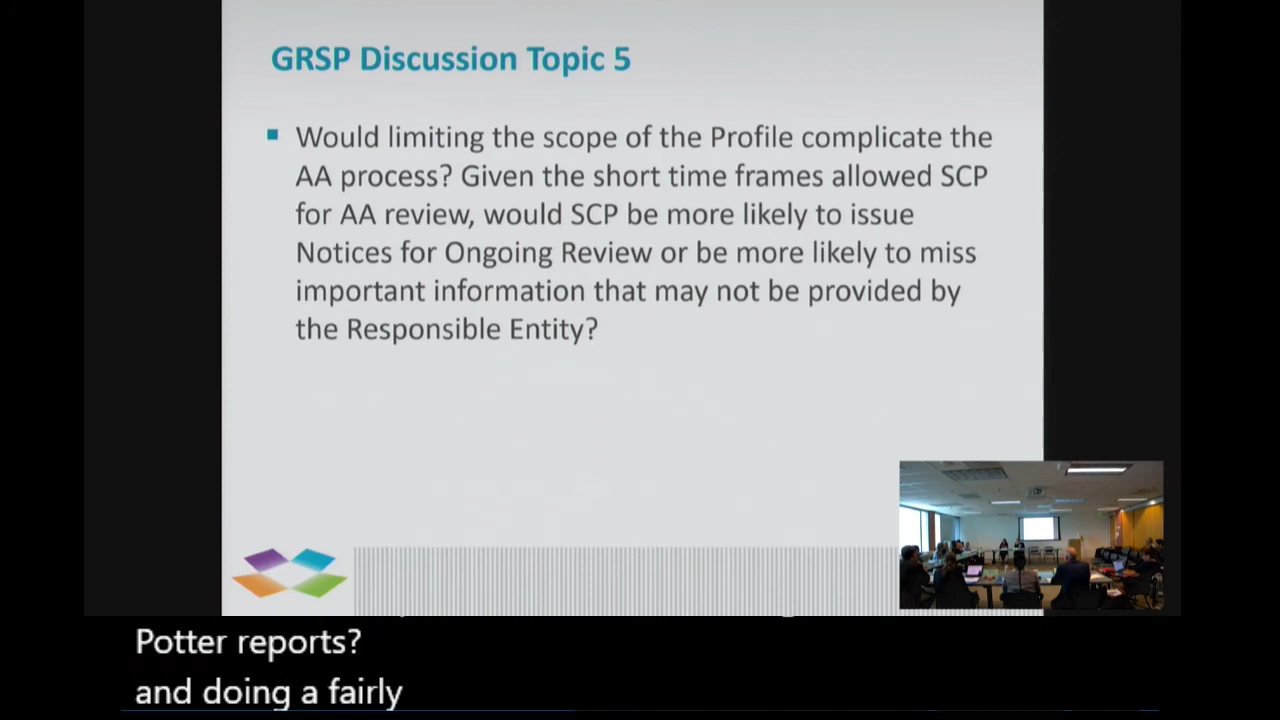 GRSP Discussion Topic 5
Would limiting the scope of the Profile complicate the
AA process? Given the short time frames allowed SCP
for AA review, would SCP be more likely to issue
Notices for Ongoing Review or be more likely to miss
important information that may not be provided by
the Responsible Entity?
Potter reports?
and doing a fairly